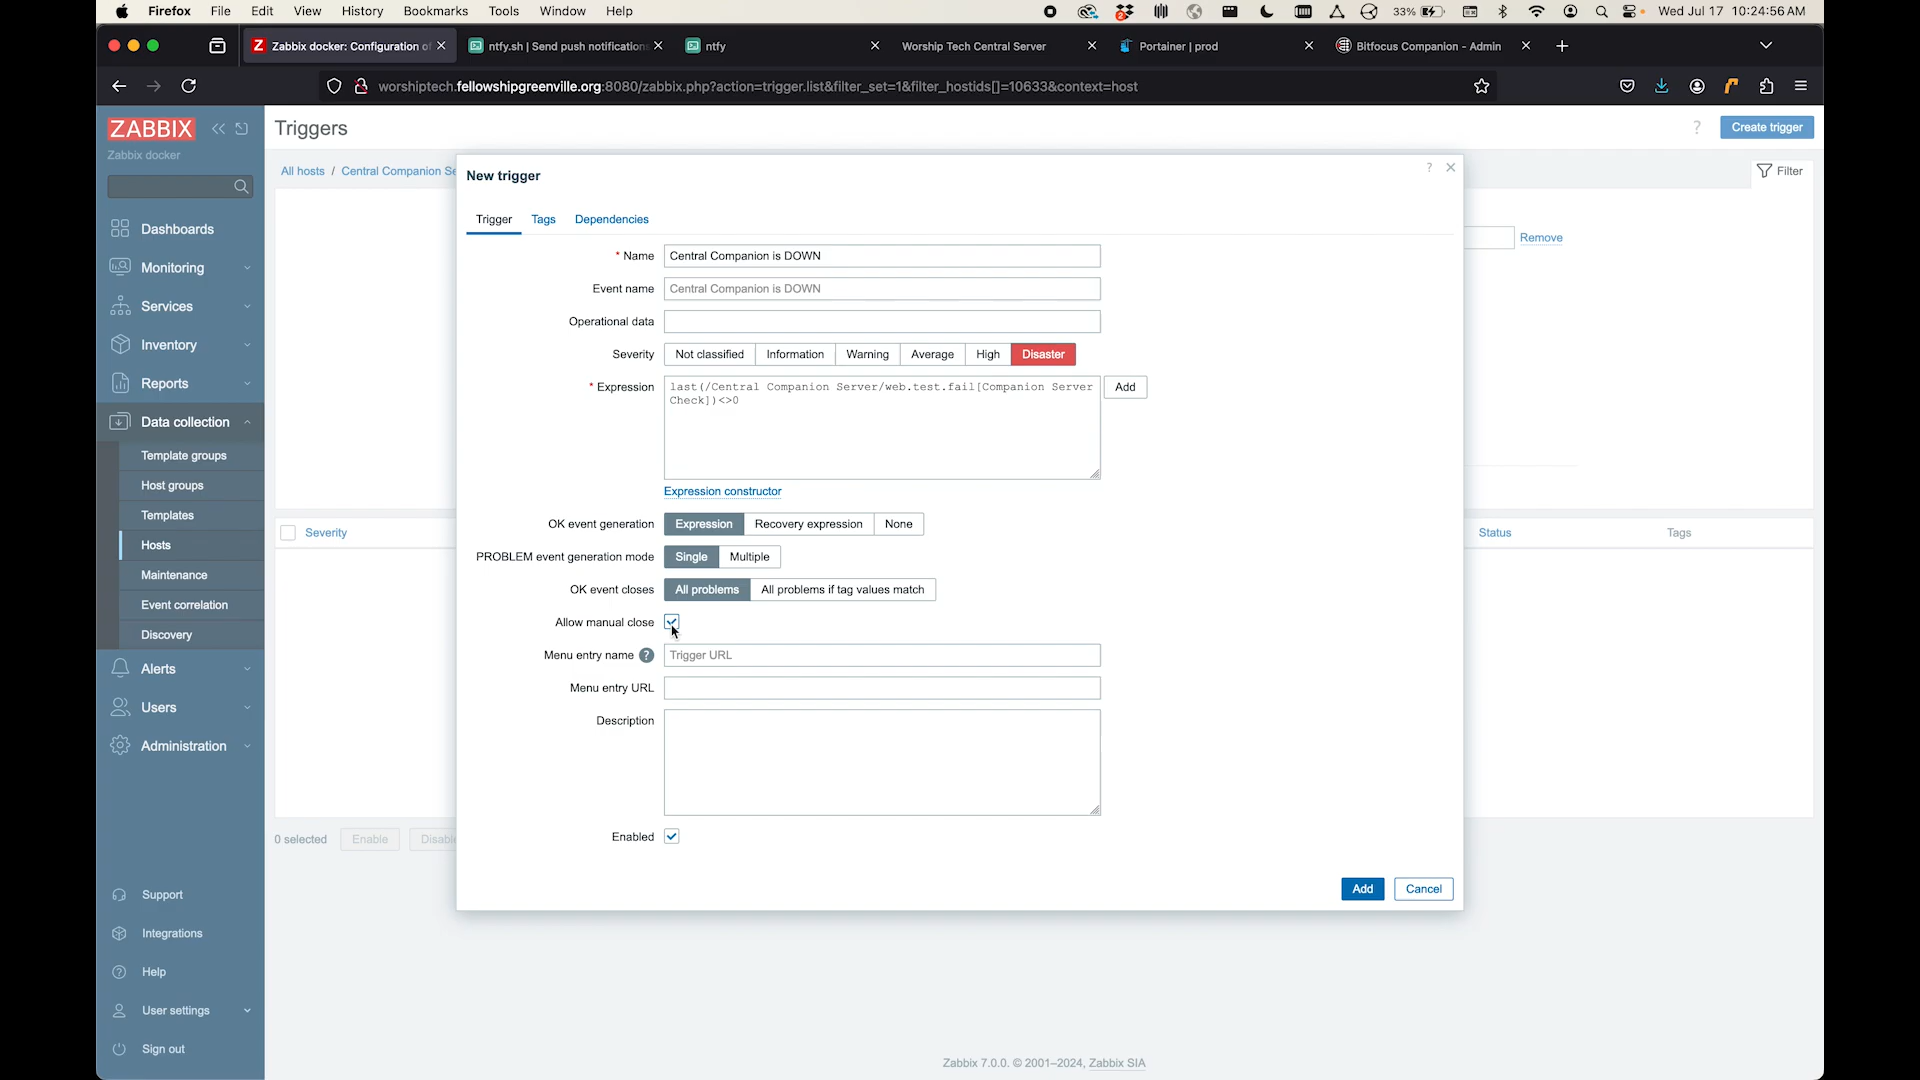 Firefox File Edit View History Bookmarks Tools Window Help 33% Wed Jul 17 10:24:56 AM
Zabbix docker: Configuration of ntfy.sh | Send push notifications ntfy Worship Tech Central Server Portainer | prod Bitfocus Companion - Admin
worshiptech.fellowshipgreenville.org:8080/zabbix.php?action=trigger.list&filter_set=1&filter_hostids[]=10633&context=host
ZABBIX
Zabbix docker
Dashboards
Monitoring
Services
Inventory
Reports
Data collection
Template groups
Host groups
Templates
Hosts
Maintenance
Event correlation
Discovery
Alerts
Users
Administration
Support
Integrations
Help
User settings
Sign out
Triggers
? Create trigger
All hosts / Central Companion Se
Filter
Remove
Severity
Status Tags
0 selected Enable Disable
New trigger
?
Trigger Tags Dependencies
* Name Central Companion is DOWN
Event name Central Companion is DOWN
Operational data
Severity Not classified Information Warning Average High Disaster
* Expression last(/Central Companion Server/web.test.fail[Companion Server
Check])<>0
Add
Expression constructor
OK event generation Expression Recovery expression None
PROBLEM event generation mode Single Multiple
OK event closes All problems All problems if tag values match
Allow manual close
Menu entry name ? Trigger URL
Menu entry URL
Description
Enabled
Add Cancel
Zabbix 7.0.0. © 2001–2024, Zabbix SIA